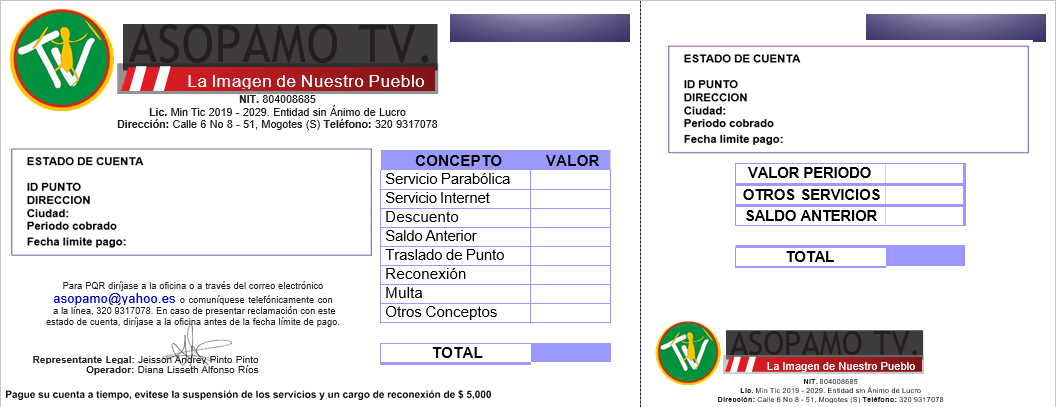 TV
ASOPAMO TV.
La Imagen de Nuestro Pueblo
NIT. 804008685
Lic. Min Tic 2019 - 2029. Entidad sin Ánimo de Lucro
Dirección: Calle 6 No 8 - 51, Mogotes (S) Teléfono: 320 9317078
ESTADO DE CUENTA
ID PUNTO
DIRECCION
Ciudad:
Periodo cobrado
Fecha limite pago:
CONCEPTO VALOR
Servicio Parabólica
Servicio Internet
Descuento
Saldo Anterior
Traslado de Punto
Reconexión
Multa
Otros Conceptos
TOTAL
Para PQR diríjase a la oficina o a través del correo electrónico
asopamo@yahoo.es o comuníquese telefónicamente con
a la línea, 320 9317078. En caso de presentar reclamación con este
estado de cuenta, diríjase a la oficina antes de la fecha límite de pago.
Representante Legal: Jeisson Andrey Pinto Pinto
Operador: Diana Lisseth Alfonso Ríos
Pague su cuenta a tiempo, evitese la suspensión de los servicios y un cargo de reconexión de $ 5,000
ESTADO DE CUENTA
ID PUNTO
DIRECCION
Ciudad:
Periodo cobrado
Fecha limite pago:
VALOR PERIODO
OTROS SERVICIOS
SALDO ANTERIOR
TOTAL
TV
ASOPAMO TV.
La Imagen de Nuestro Pueblo
NIT. 804008685
Lic. Min Tic 2019 - 2029. Entidad sin Ánimo de Lucro
Dirección: Calle 6 No 8 - 51, Mogotes (S) Teléfono: 320 9317078